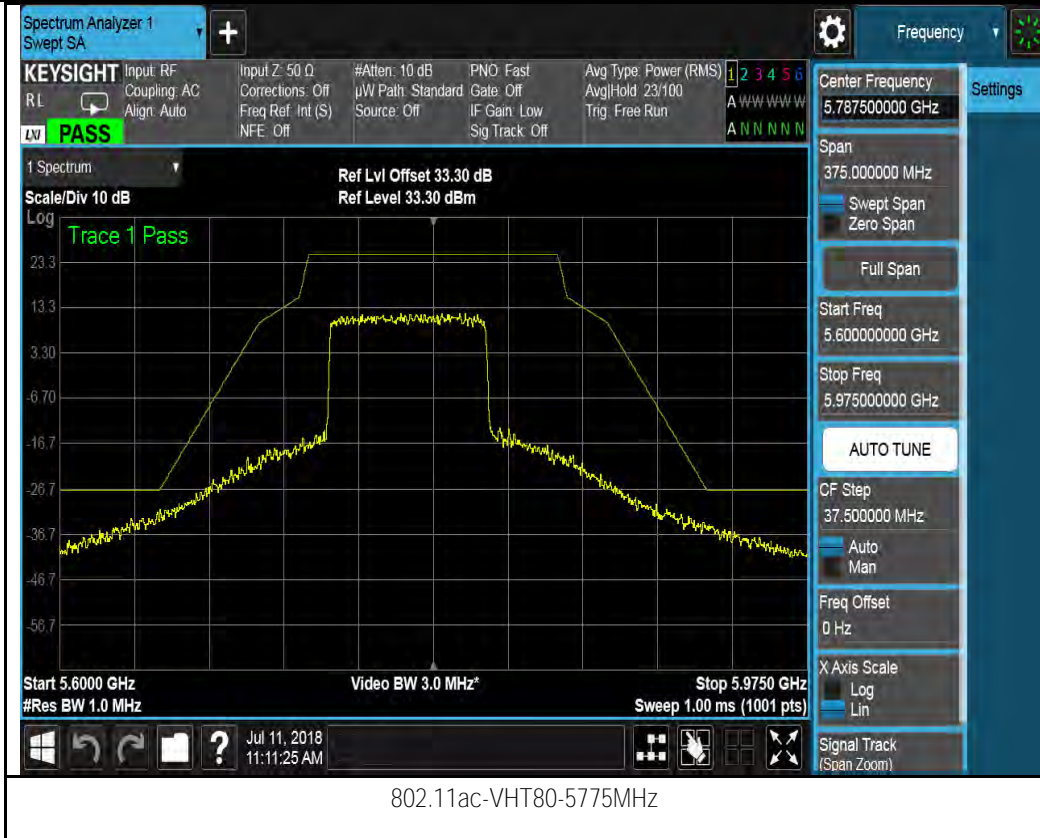 Spectrum Analyzer 1
Swept SA
+
Frequency
KEYSIGHT
R L
LXI PASS
Input: RF
Coupling: AC
Align: Auto
Input Z: 50 Ω
Corrections: Off
Freq Ref: Int (S)
NFE: Off
#Atten: 10 dB
µW Path: Standard
Source: Off
PNO: Fast
Gate: Off
IF Gain: Low
Sig Track: Off
Avg Type: Power (RMS)
Avg|Hold: 23/100
Trig: Free Run
1 2 3 4 5 6
A W W W W W
A N N N N N
1 Spectrum
Scale/Div 10 dB
Ref Lvl Offset 33.30 dB
Ref Level 33.30 dBm
Log
Trace 1 Pass
23.3
13.3
3.30
-6.70
-16.7
-26.7
-36.7
-46.7
-56.7
Start 5.6000 GHz
#Res BW 1.0 MHz
Video BW 3.0 MHz*
Stop 5.9750 GHz
Sweep 1.00 ms (1001 pts)
?
Jul 11, 2018
11:11:25 AM
Center Frequency
5.787500000 GHz
Settings
Span
375.000000 MHz
Swept Span
Zero Span
Full Span
Start Freq
5.600000000 GHz
Stop Freq
5.975000000 GHz
AUTO TUNE
CF Step
37.500000 MHz
Auto
Man
Freq Offset
0 Hz
X Axis Scale
Log
Lin
Signal Track
(Span Zoom)
802.11ac-VHT80-5775MHz